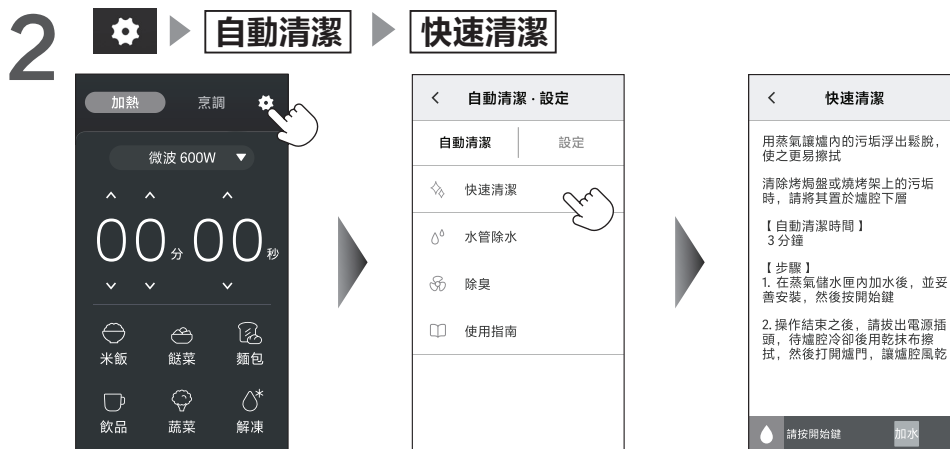 2
自動清潔
快速清潔
加熱
烹調
微波 600W
00分 00秒
米飯
餸菜
麵包
飲品
蔬菜
解凍
自動清潔 · 設定
自動清潔
設定
快速清潔
水管除水
除臭
使用指南
快速清潔
用蒸氣讓爐內的污垢浮出鬆脫，
使之更易擦拭
清除烤焗盤或燒烤架上的污垢
時，請將其置於爐腔下層
【 自動清潔時間 】
3 分鐘
【 步驟 】
1. 在蒸氣儲水匣內加水後，並妥
善安裝，然後按開始鍵
2. 操作結束之後，請拔出電源插
頭，待爐腔冷卻後用乾抹布擦
拭，然後打開爐門，讓爐腔風乾
請按開始鍵
加水